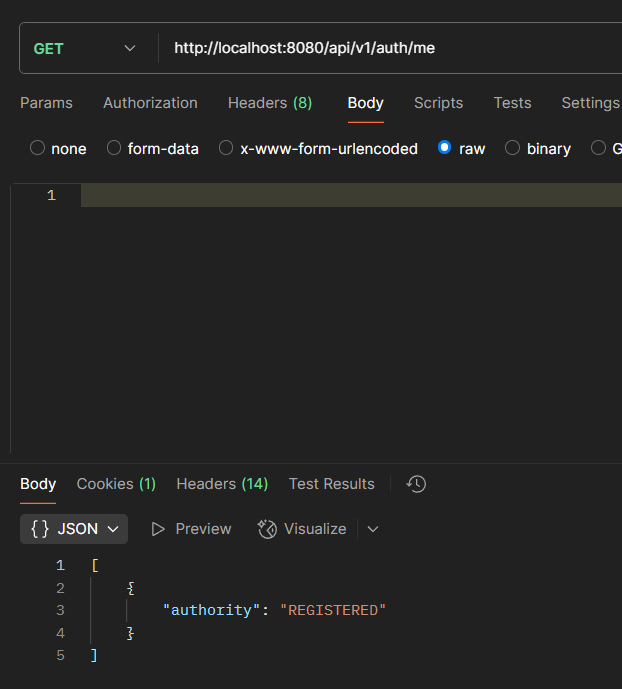 GET http://localhost:8080/api/v1/auth/me
Params Authorization Headers (8) Body Scripts Tests Settings
none form-data x-www-form-urlencoded raw binary G
1
Body Cookies (1) Headers (14) Test Results
{} JSON Preview Visualize
1 [
2 {
3 "authority": "REGISTERED"
4 }
5 ]